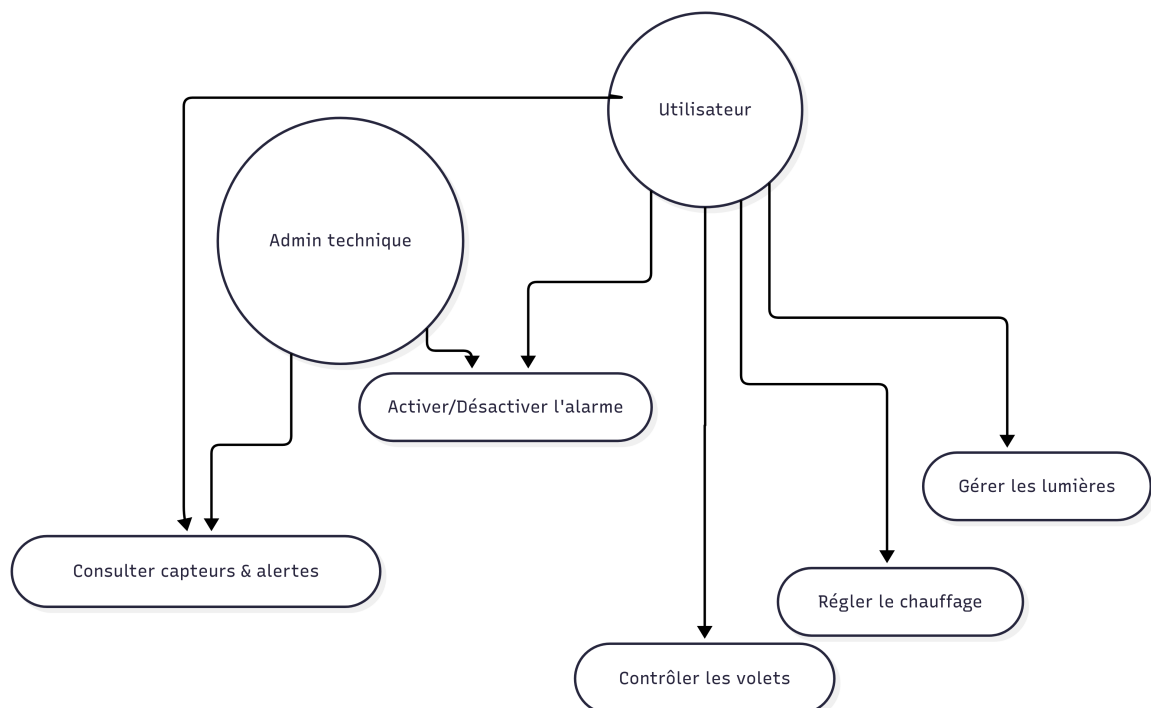 Utilisateur
Admin technique
Activer/Désactiver l'alarme
Gérer les lumières
Consulter capteurs & alertes
Régler le chauffage
Contrôler les volets